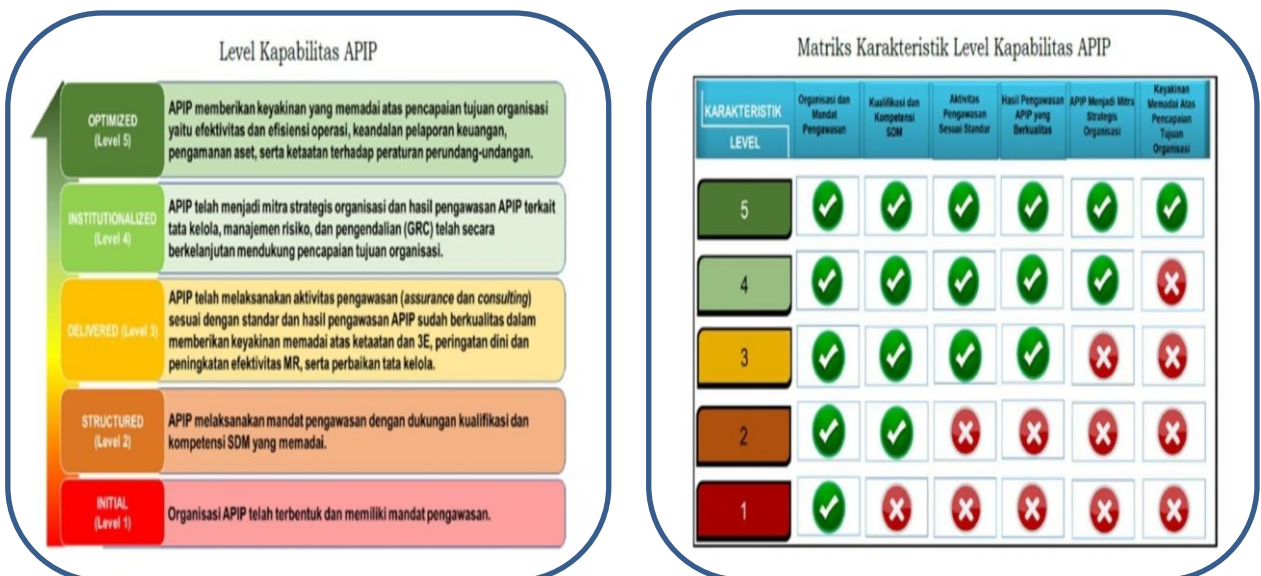 Level Kapabilitas APIP
OPTIMIZED
(Level 5)
APIP memberikan keyakinan yang memadai atas pencapaian tujuan organisasi
yaitu efektivitas dan efisiensi operasi, keandalan pelaporan keuangan,
pengamanan aset, serta ketaatan terhadap peraturan perundang-undangan.
INSTITUTIONALIZED
(Level 4)
APIP telah menjadi mitra strategis organisasi dan hasil pengawasan APIP terkait
tata kelola, manajemen risiko, dan pengendalian (GRC) telah secara
berkelanjutan mendukung pencapaian tujuan organisasi.
DELIVERED (Level 3)
APIP telah melaksanakan aktivitas pengawasan (assurance dan consulting)
sesuai dengan standar dan hasil pengawasan APIP sudah berkualitas dalam
memberikan keyakinan memadai atas ketaatan dan 3E, peringatan dini dan
peningkatan efektivitas MR, serta perbaikan tata kelola.
STRUCTURED
(Level 2)
APIP melaksanakan mandat pengawasan dengan dukungan kualifikasi dan
kompetensi SDM yang memadai.
INITIAL
(Level 1)
Organisasi APIP telah terbentuk dan memiliki mandat pengawasan.
Matriks Karakteristik Level Kapabilitas APIP
KARAKTERISTIK
LEVEL
Organisasi dan
Mandat
Pengawasan
Kualifikasi dan
Kompetensi
SDM
Aktivitas
Pengawasan
Sesuai Standar
Hasil Pengawasan
APIP yang
Berkualitas
APIP Menjadi Mitra
Strategis
Organisasi
Keyakinan
Memadai Atas
Pencapaian
Tujuan
Organisasi
5
4
3
2
1